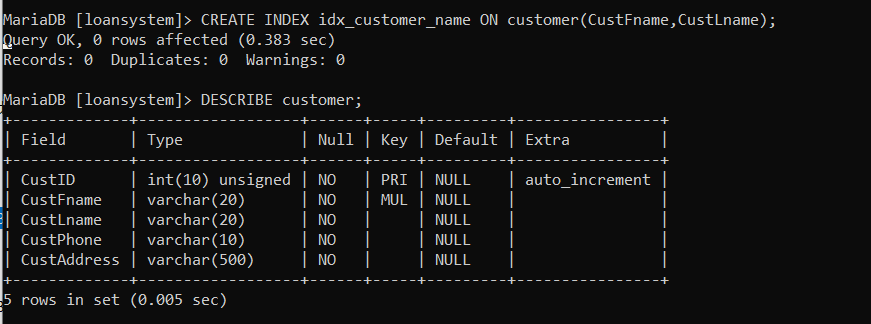 MariaDB [loansystem]> CREATE INDEX idx_customer_name ON customer(CustFname,CustLname);
Query OK, 0 rows affected (0.383 sec)
Records: 0  Duplicates: 0  Warnings: 0

MariaDB [loansystem]> DESCRIBE customer;
+-------------+------------------+------+-----+---------+----------------+
| Field       | Type             | Null | Key | Default | Extra          |
+-------------+------------------+------+-----+---------+----------------+
| CustID      | int(10) unsigned | NO   | PRI | NULL    | auto_increment |
| CustFname   | varchar(20)      | NO   | MUL | NULL    |                |
| CustLname   | varchar(20)      | NO   |     | NULL    |                |
| CustPhone   | varchar(10)      | NO   |     | NULL    |                |
| CustAddress | varchar(500)     | NO   |     | NULL    |                |
+-------------+------------------+------+-----+---------+----------------+
5 rows in set (0.005 sec)